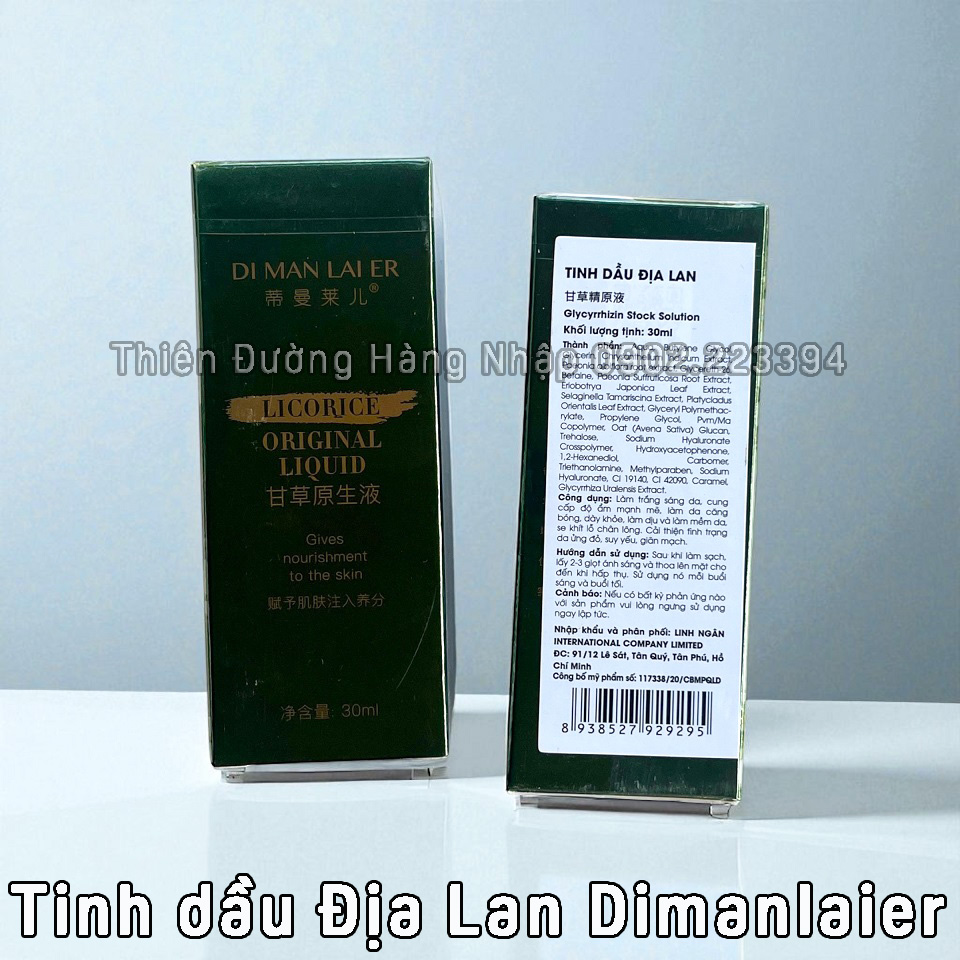 DI MAN LAI ER
蒂曼莱儿®
LICORICE
ORIGINAL
LIQUID
甘草原生液
Gives
nourishment
to the skin
赋予肌肤注入养分
净含量: 30ml
TINH DẦU ĐỊA LAN
甘草精原液
Glycyrrhizin Stock Solution
Khối lượng tịnh: 30ml
Thành phần: Aqua, Butylene Glycol,
Betaine, Paeonia Suffruticosa Root Extract,
Eriobotrya Japonica Leaf Extract,
Selaginella Tamariscina Extract, Platycladus
Orientalis Leaf Extract, Glyceryl Polymethac-
rylate, Propylene Glycol, Pvm/Ma
Copolymer, Oat (Avena Sativa) Glucan,
Trehalose, Sodium Hyaluronate
Crosspolymer, Hydroxyacetophenone,
1,2-Hexanediol, Carbomer,
Triethanolamine, Methylparaben, Sodium
Hyaluronate, CI 19140, CI 42090, Caramel,
Glycyrrhiza Uralensis Extract.
Công dụng: Làm trắng sáng da, cung
cấp độ ẩm mạnh mẽ, làm da căng
bóng, dày khỏe, làm dịu và làm mềm da,
se khít lỗ chân lông. Cải thiện tình trạng
da ửng đỏ, suy yếu, giãn mạch.
Hướng dẫn sử dụng: Sau khi làm sạch,
lấy 2-3 giọt ánh sáng và thoa lên mặt cho
đến khi hấp thụ. Sử dụng nó mỗi buổi
sáng và buổi tối.
Cảnh báo: Nếu có bất kỳ phản ứng nào
với sản phẩm vui lòng ngưng sử dụng
ngay lập tức.
Nhập khẩu và phân phối: LINH NGÂN
INTERNATIONAL COMPANY LIMITED
ĐC: 91/12 Lê Sát, Tân Quý, Tân Phú, Hồ
Chí Minh
Công bố mỹ phẩm số: 117338/20/CBMPQLD
8 938527 929295
Thiên Đường Hàng Nhập 0502.223394
Tinh dầu Địa Lan Dimanlaier